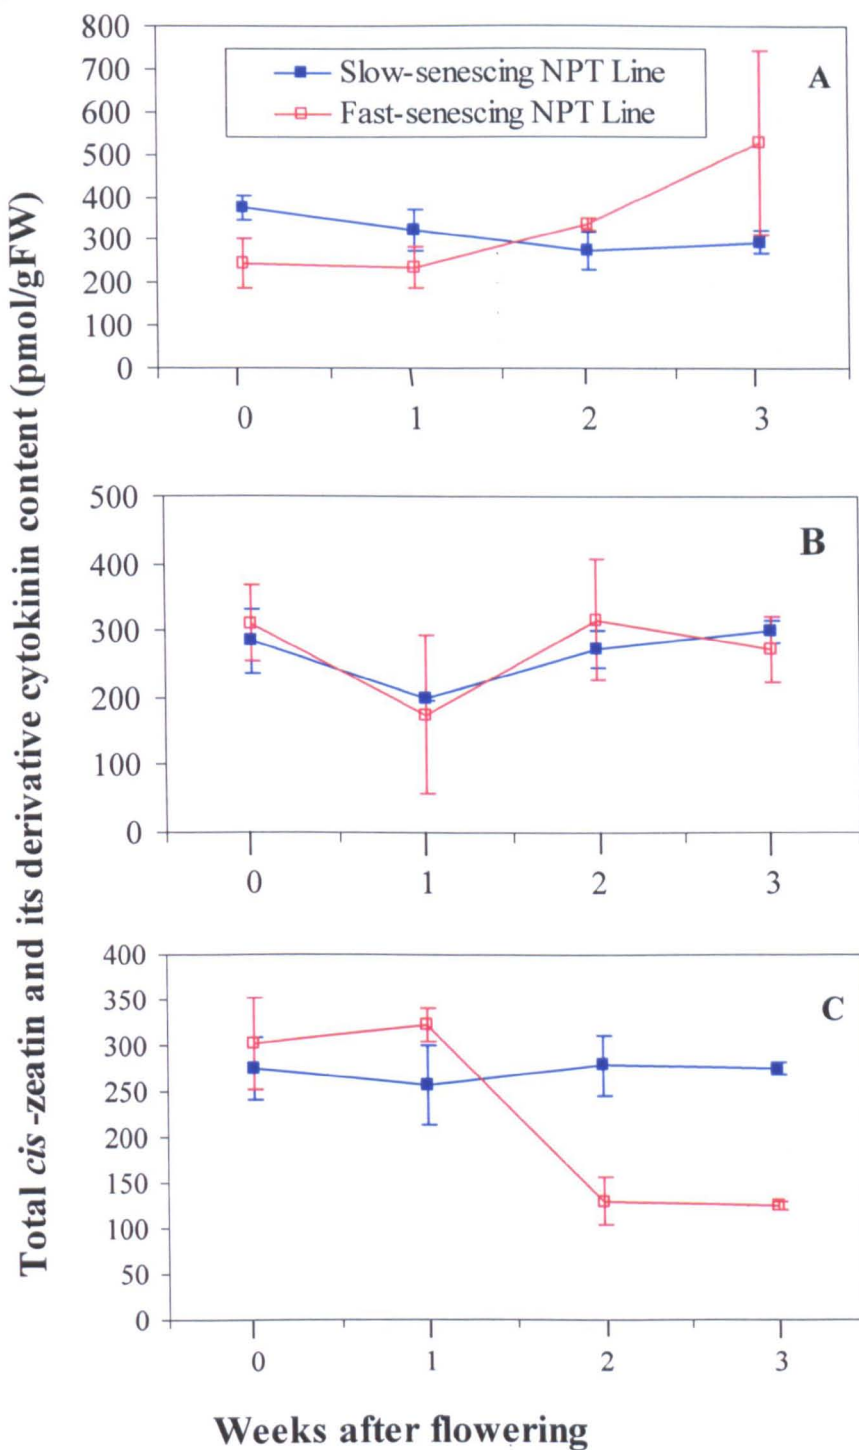 Total cis-zeatin and its derivative cytokinin content (pmol/gFW)
800
700
600
500
400
300
200
100
0
Slow-senescing NPT Line
Fast-senescing NPT Line
A
0 1 2 3
500
400
300
200
100
0
B
0 1 2 3
400
350
300
250
200
150
100
50
0
C
0 1 2 3
Weeks after flowering